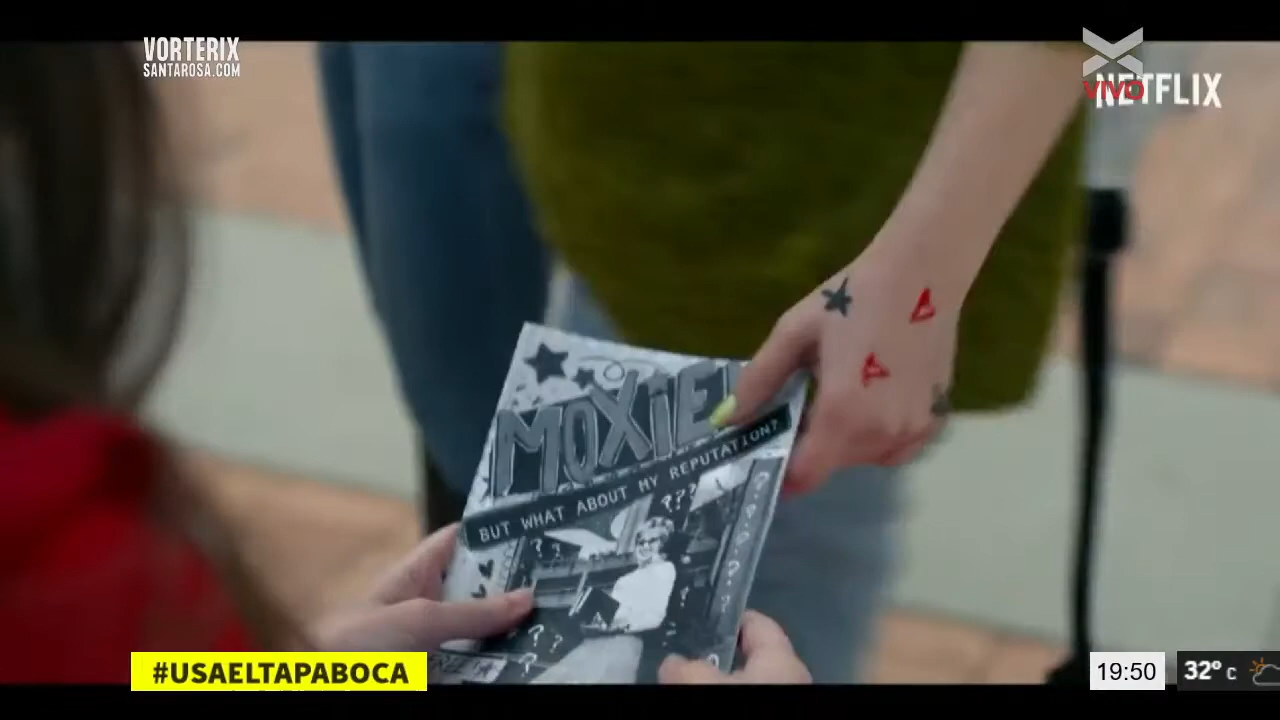 VORTERIX
SANTAROSA.COM
VIVO
NETFLIX
MOXIE!
BUT WHAT ABOUT MY REPUTATION?
???
? ?
? ?
?
#USAELTAPABOCA
19:50
32° c